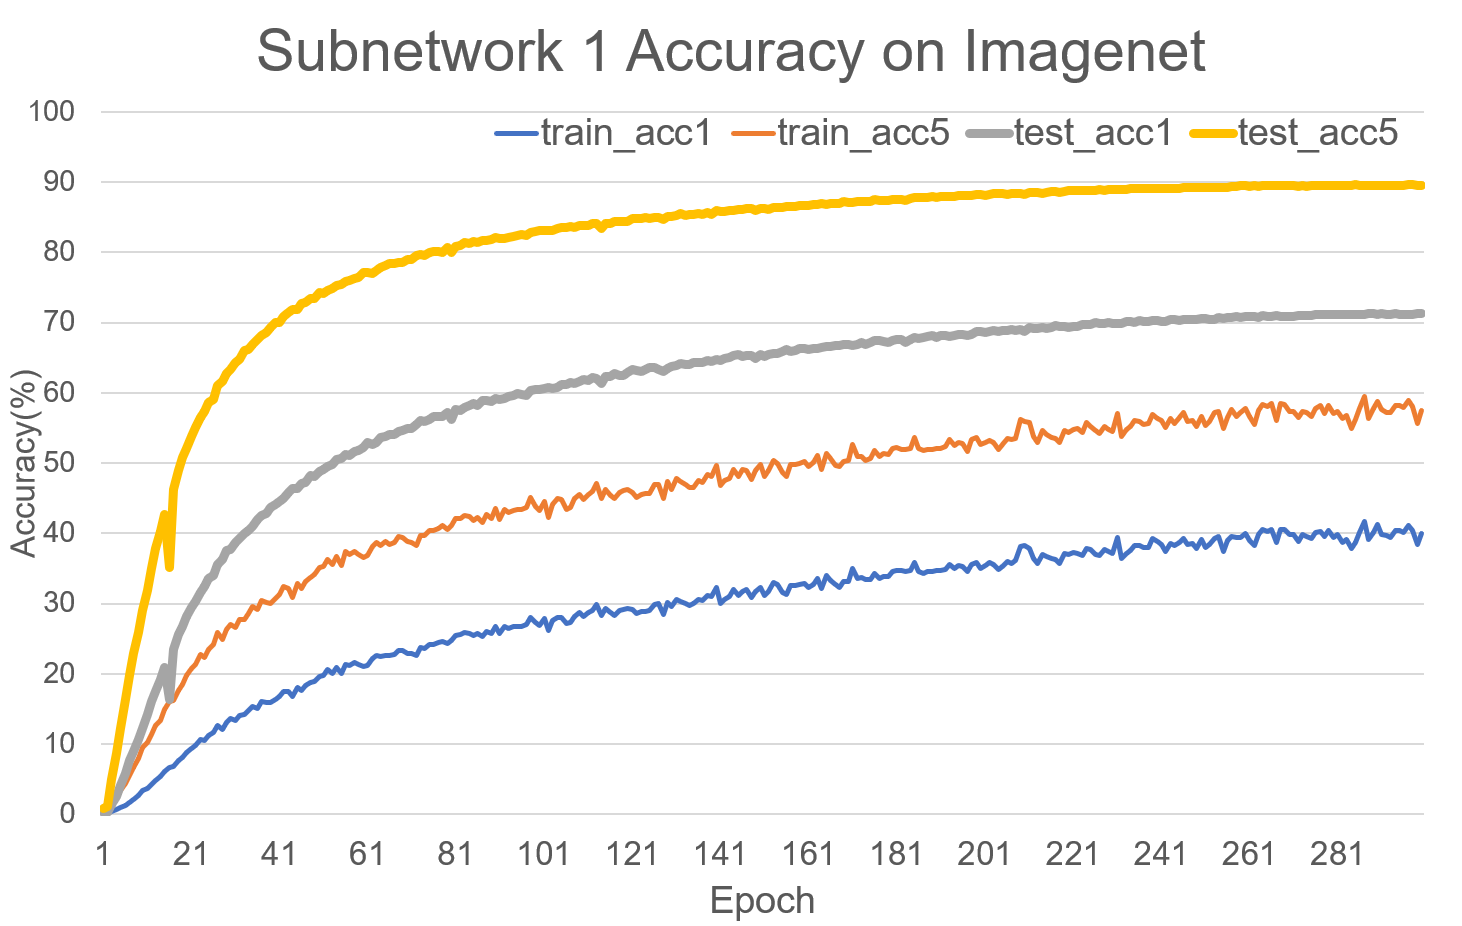 Subnetwork 1 Accuracy on Imagenet
train_acc1 train_acc5 test_acc1 test_acc5
100
90
80
70
60
50
40
30
20
10
0
Accuracy(%)
1 21 41 61 81 101 121 141 161 181 201 221 241 261 281
Epoch